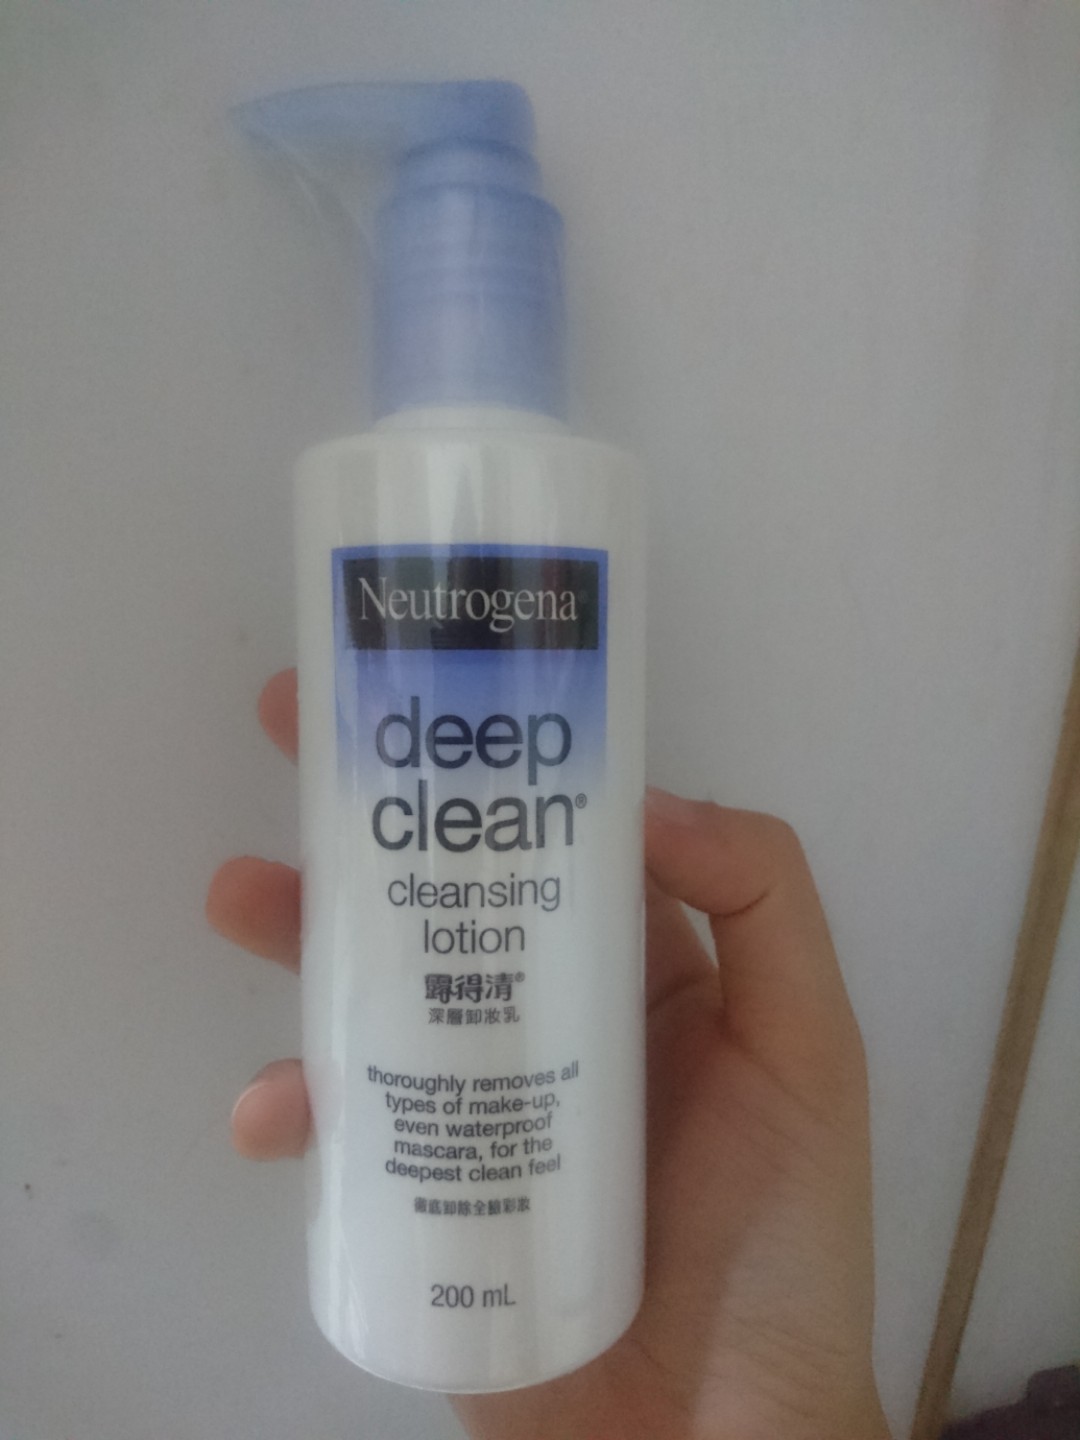 Neutrogena
deep
clean®
cleansing
lotion
露得清®
深層卸妝乳
thoroughly removes all
types of make-up,
even waterproof
mascara, for the
deepest clean feel
徹底卸除全臉彩妝
200 mL